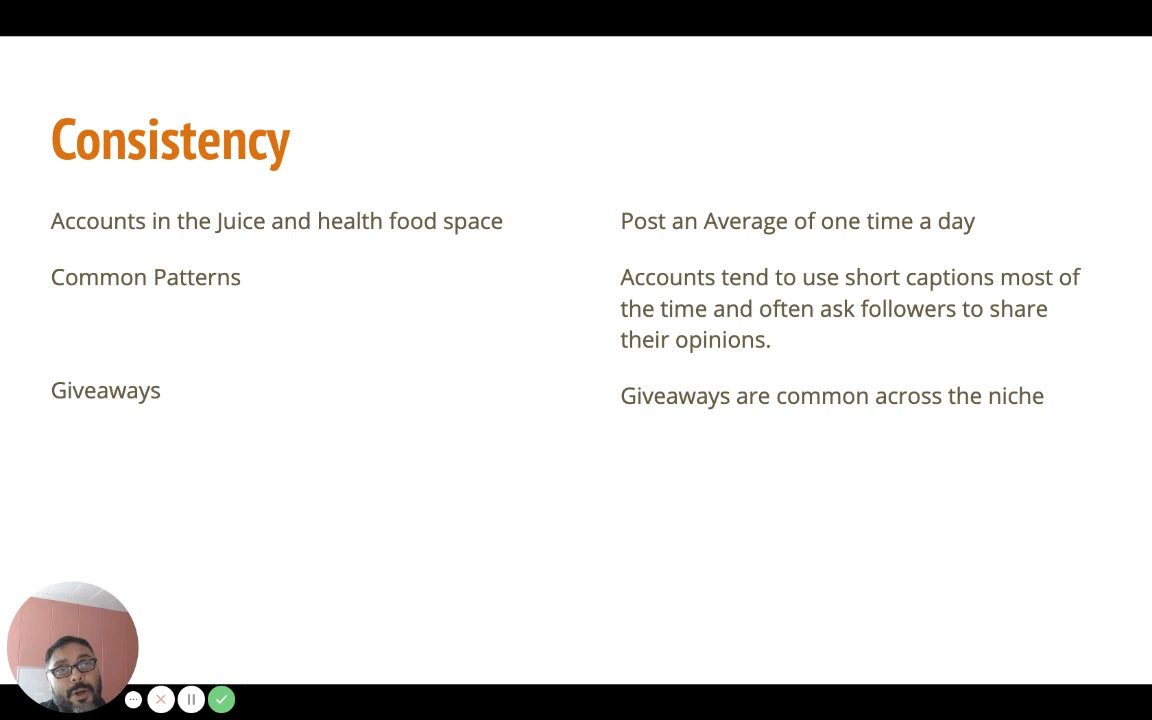 Consistency
Accounts in the Juice and health food space
Post an Average of one time a day
Common Patterns
Accounts tend to use short captions most of
the time and often ask followers to share
their opinions.
Giveaways
Giveaways are common across the niche